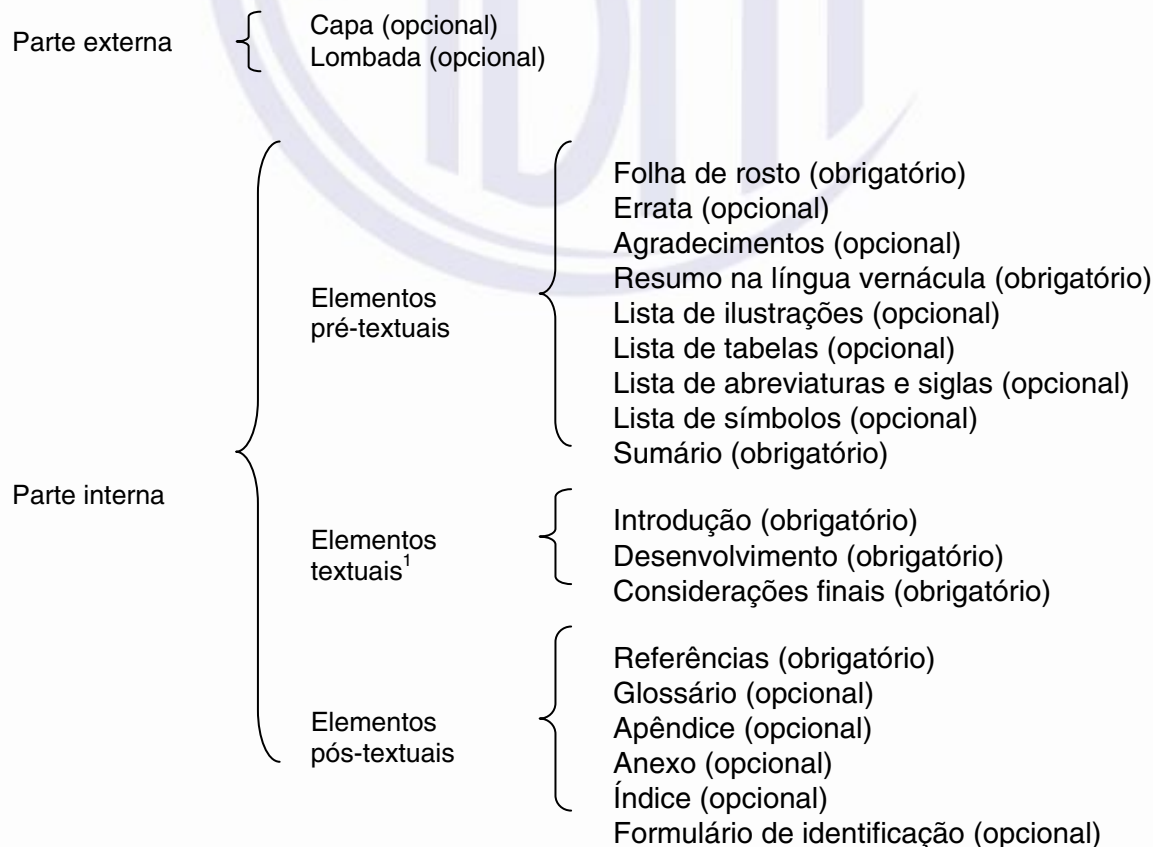 Parte externa
Capa (opcional)
Lombada (opcional)
Parte interna
Elementos
pré-textuais
Folha de rosto (obrigatório)
Errata (opcional)
Agradecimentos (opcional)
Resumo na língua vernácula (obrigatório)
Lista de ilustrações (opcional)
Lista de tabelas (opcional)
Lista de abreviaturas e siglas (opcional)
Lista de símbolos (opcional)
Sumário (obrigatório)
Elementos
textuais¹
Introdução (obrigatório)
Desenvolvimento (obrigatório)
Considerações finais (obrigatório)
Elementos
pós-textuais
Referências (obrigatório)
Glossário (opcional)
Apêndice (opcional)
Anexo (opcional)
Índice (opcional)
Formulário de identificação (opcional)